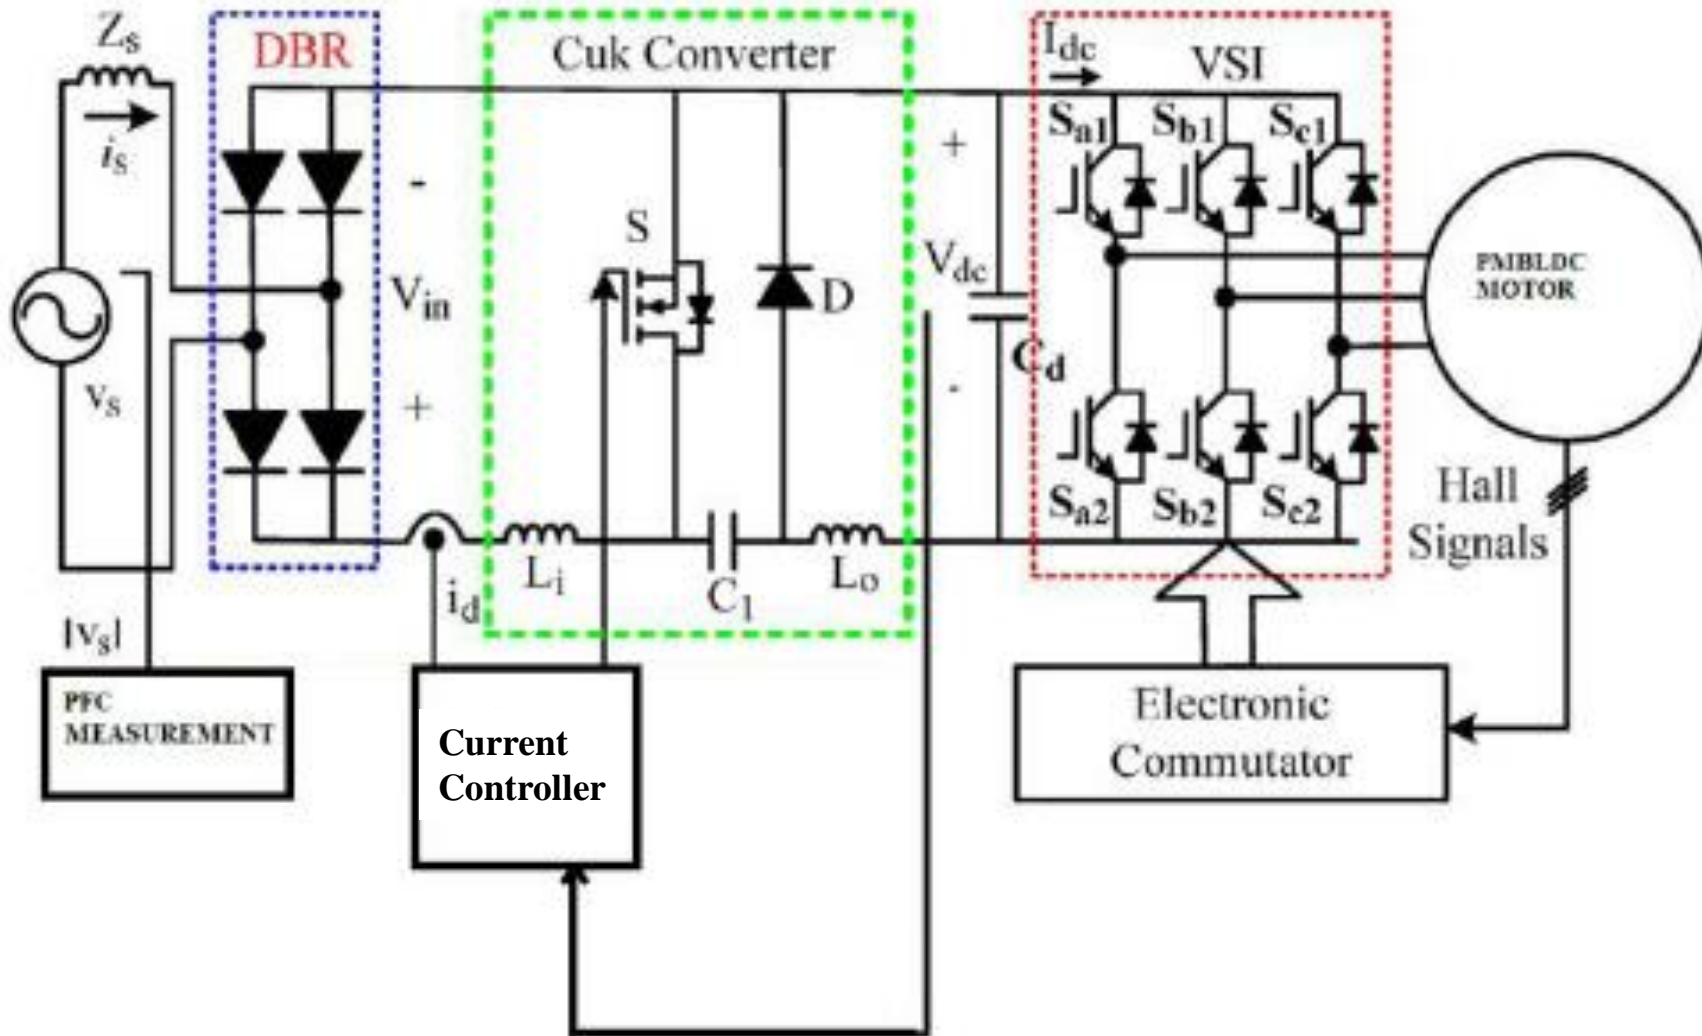 Zs
DBR
Cuk Converter
Idc
VSI
is
-
S
Sa1
Sb1
Sc1
+
Vin
D
Vdc
Cd
PMBLDC
MOTOR
vs
+
-
Sa2
Sb2
Sc2
Hall
Signals
id
Li
C1
Lo
|vs|
PFC
MEASUREMENT
Current
Controller
Electronic
Commutator